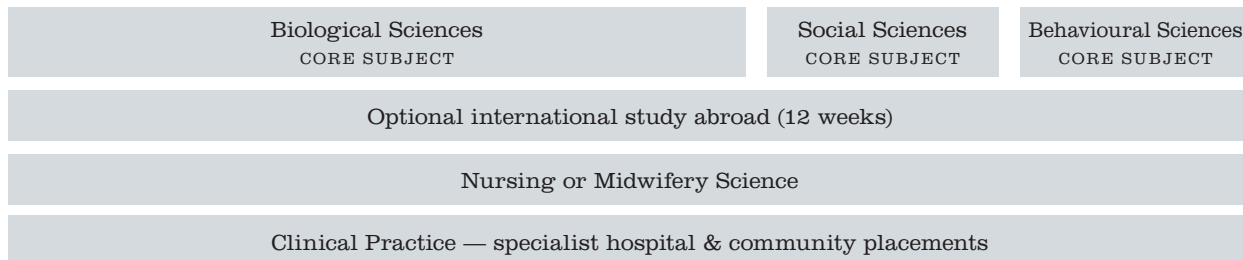 Biological Sciences
CORE SUBJECT
Social Sciences
CORE SUBJECT
Behavioural Sciences
CORE SUBJECT
Optional international study abroad (12 weeks)
Nursing or Midwifery Science
Clinical Practice — specialist hospital & community placements